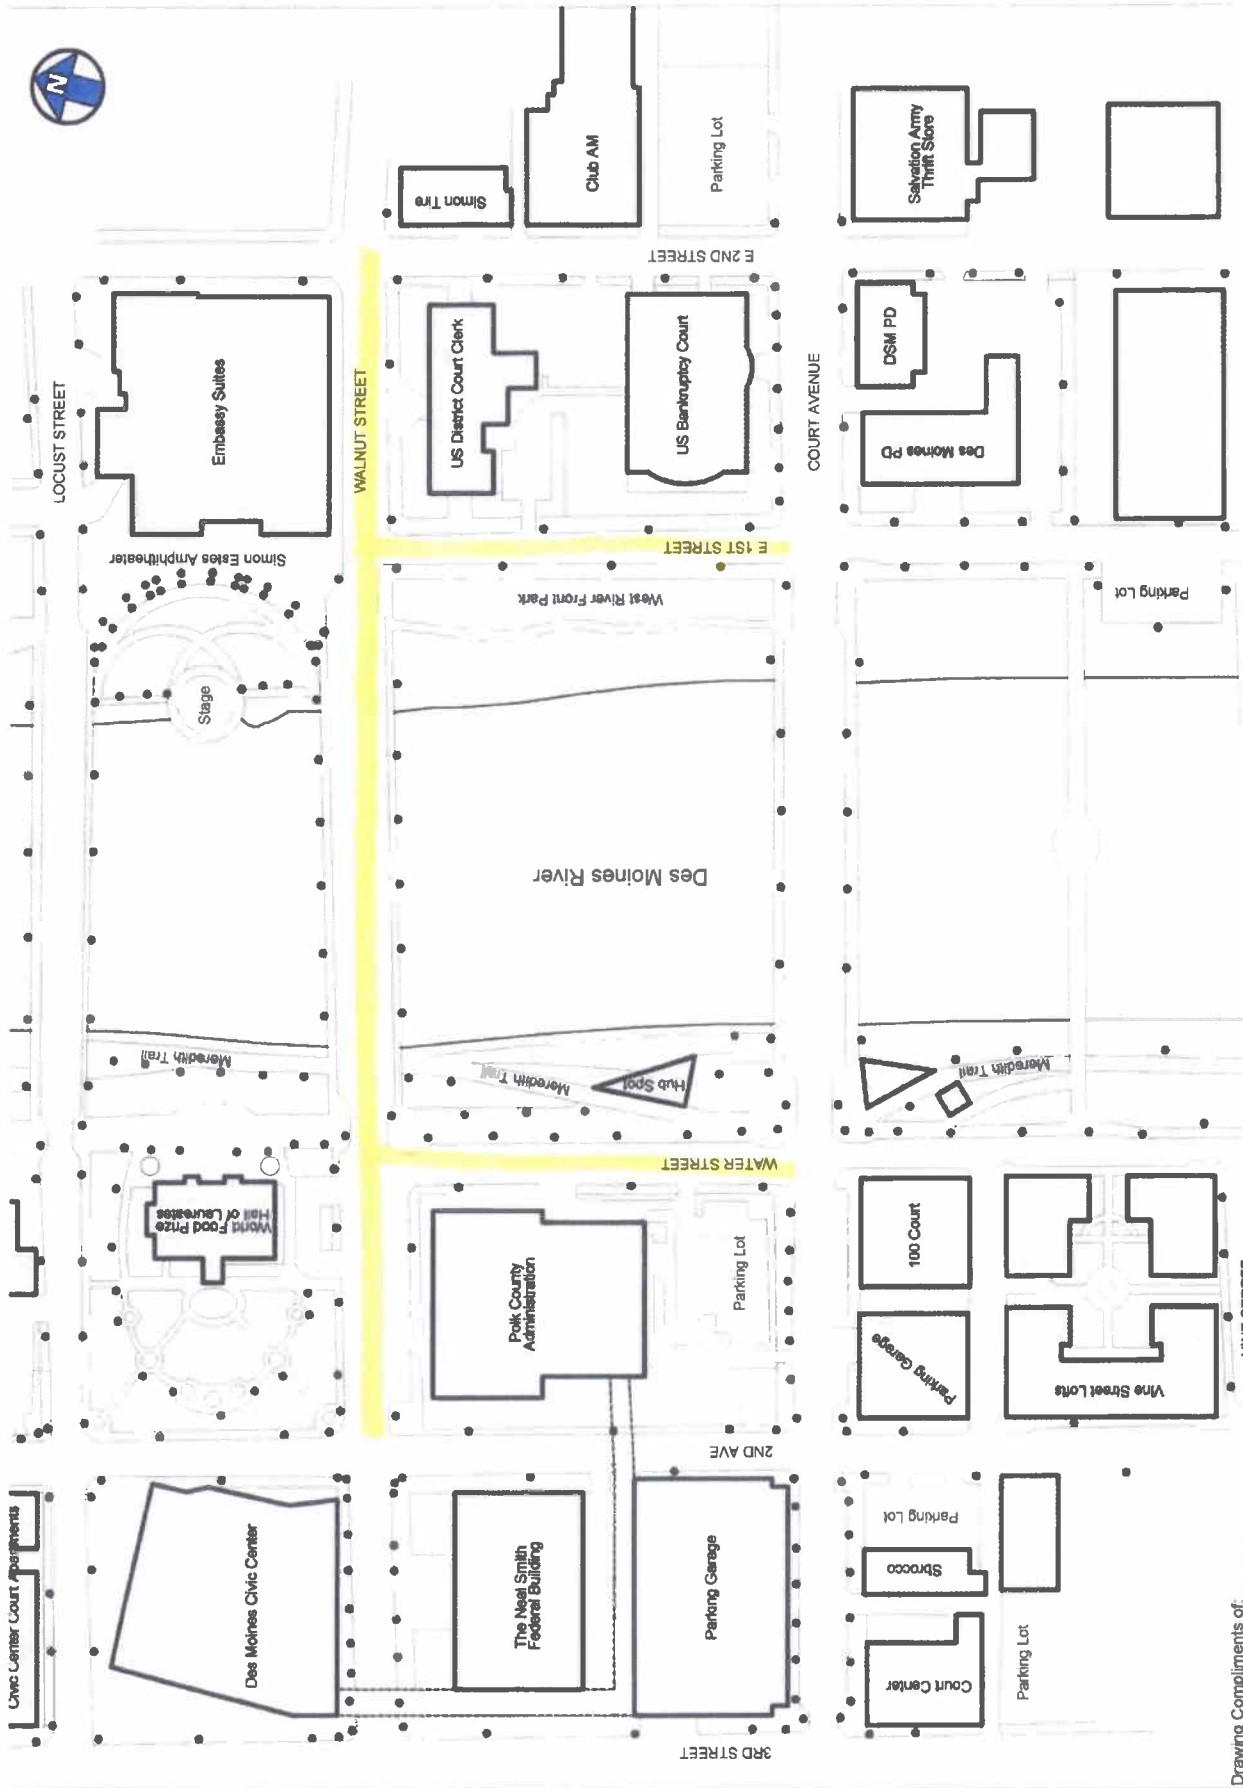 N
LOCUST STREET
Embassy Suites
Simon Estes Amphitheater
Stage
Meredith Trail
World Food Prize
Hall of Laureates
Civic Center Court Apartments
Des Moines Civic Center
WALNUT STREET
Simon Tire
Club AM
Parking Lot
E 2ND STREET
US District Court Clerk
US Bankruptcy Court
E 1ST STREET
West River Front Park
Des Moines River
Meredith Trail
Hub Spot
WATER STREET
Polk County
Administration
Parking Lot
2ND AVE
The Neal Smith
Federal Building
Parking Garage
3RD STREET
COURT AVENUE
Salvation Army
Thrift Store
DSM PD
Des Moines PD
Parking Lot
Meredith Trail
100 Court
Parking Garage
Vine Street Lofts
Parking Lot
Sbrocco
Court Center
Parking Lot
Drawing Compliments of: